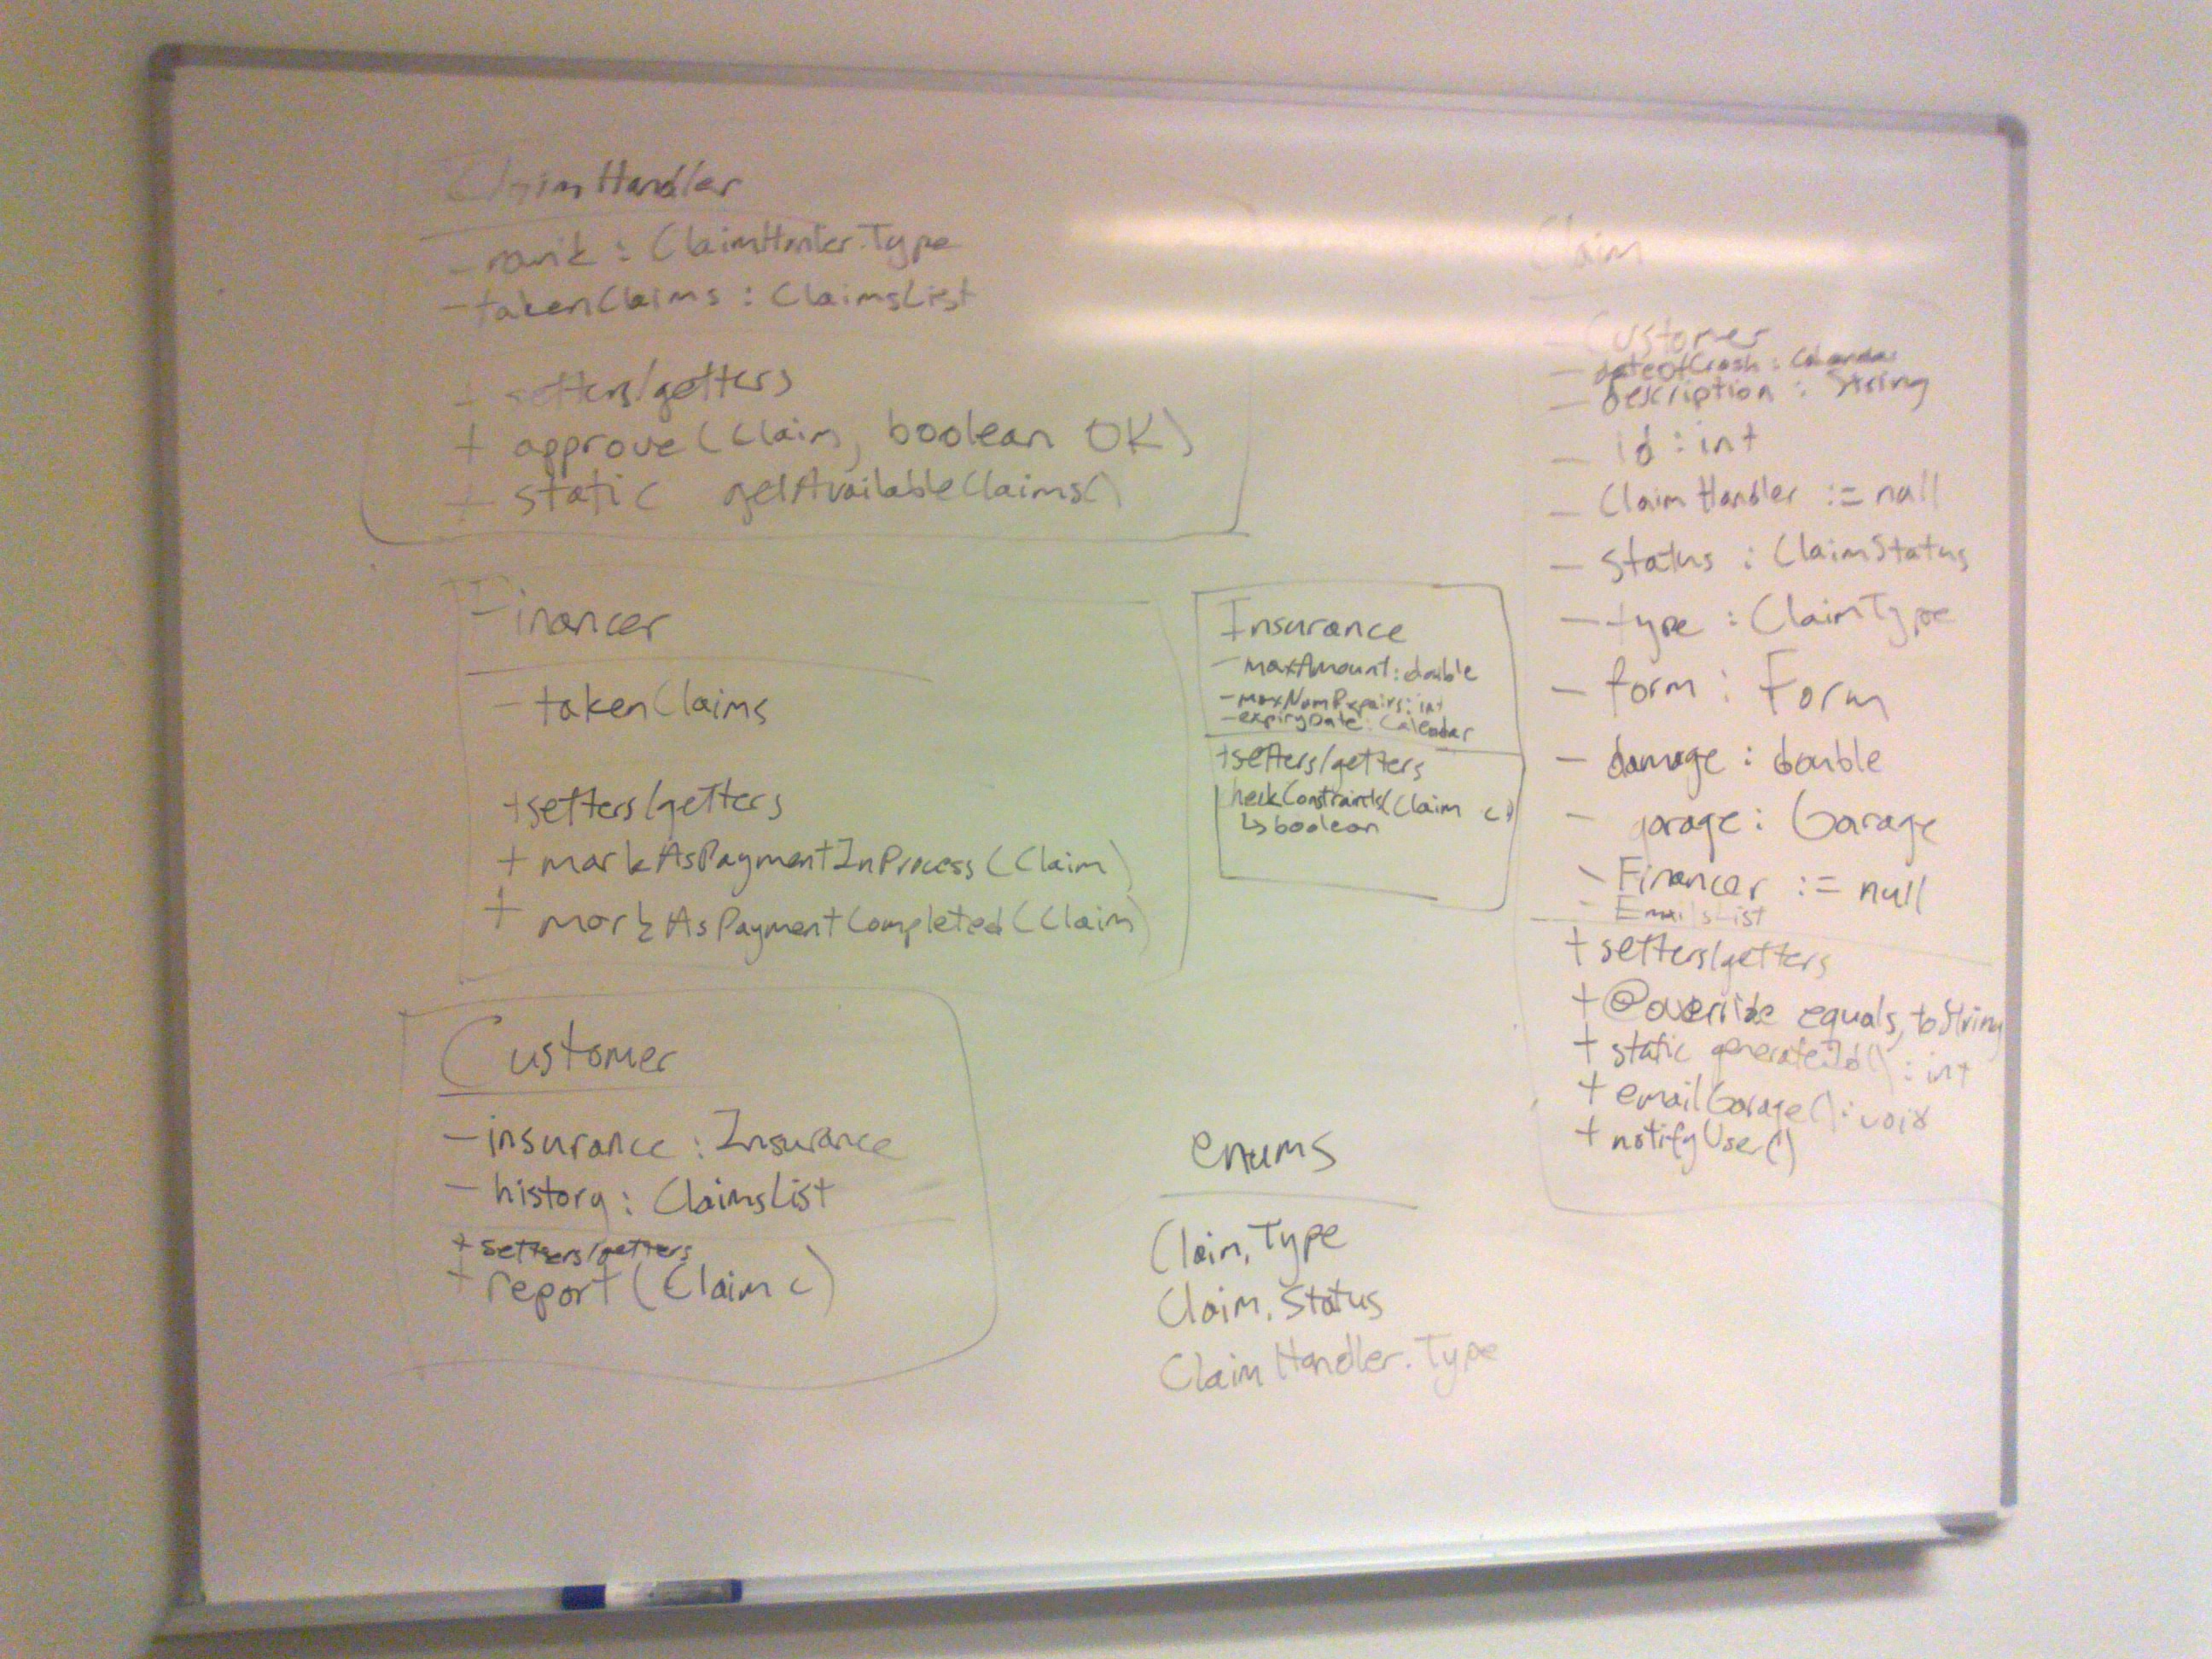 ClaimHandler
- rank : ClaimHanler.Type
- takenClaims : ClaimsList
+ setters/getters
+ approve (Claim, boolean OK)
+ static getAvailableClaims()
Financer
- takenClaims
+ setters/getters
+ markAsPaymentInProcess (Claim)
+ markAsPaymentCompleted (Claim)
Customer
- insurance : Insurance
- history : ClaimsList
+ setters/getters
+ report (Claim c)
Insurance
- maxAmount : double
- maxNumRepairs : int
- expiryDate : Calendar
+ setters/getters
checkConstraints(Claim c)
↳ boolean
enums
Claim.Type
Claim.Status
ClaimHandler.Type
Claim
- Customer
- dateofCrash : Calendar
- Description : String
- Id : int
- ClaimHandler := null
- status : ClaimStatus
- type : ClaimType
- form : Form
- damage : double
- garage : Garage
- Financer := null
- EmailsList
+ setters/getters
+ @override equals, toString
+ static generateId() : int
+ emailGarage() : void
+ notifyUser()